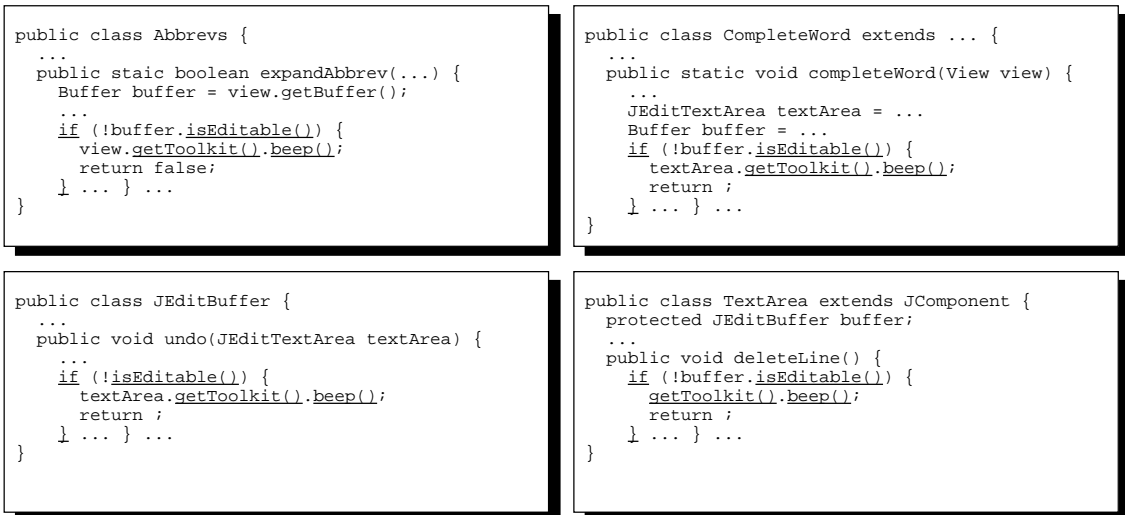 public class Abbrevs {
...
public staic boolean expandAbbrev(...) {
Buffer buffer = view.getBuffer();
...
if (!buffer.isEditable()) {
view.getToolkit().beep();
return false;
} ... } ...
}
public class CompleteWord extends ... {
...
public static void completeWord(View view) {
...
JEditTextArea textArea = ...
Buffer buffer = ...
if (!buffer.isEditable()) {
textArea.getToolkit().beep();
return ;
} ... } ...
}
public class JEditBuffer {
...
public void undo(JEditTextArea textArea) {
...
if (!isEditable()) {
textArea.getToolkit().beep();
return ;
} ... } ...
}
public class TextArea extends JComponent {
protected JEditBuffer buffer;
...
public void deleteLine() {
if (!buffer.isEditable()) {
getToolkit().beep();
return ;
} ... } ...
}